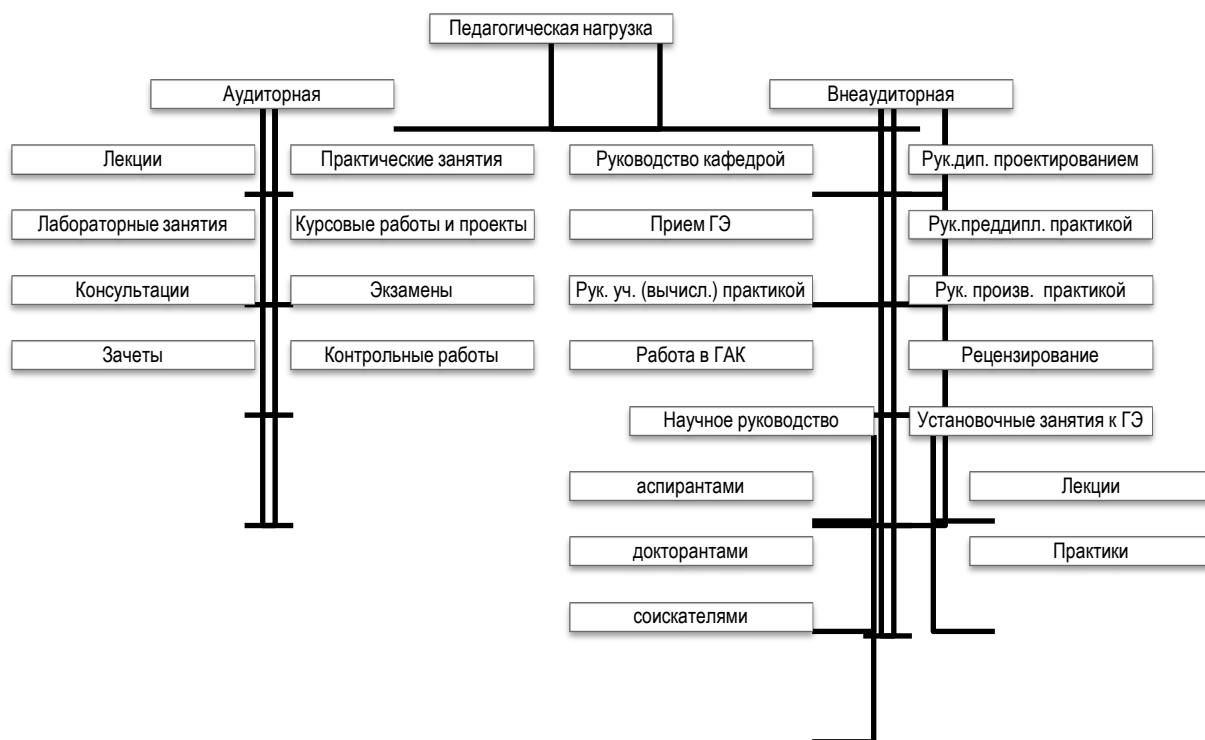 Педагогическая нагрузка
Аудиторная
Внеаудиторная
Лекции
Практические занятия
Руководство кафедрой
Рук.дип. проектированием
Лабораторные занятия
Курсовые работы и проекты
Прием ГЭ
Рук.преддипл. практикой
Консультации
Экзамены
Рук. уч. (вычисл.) практикой
Рук. произв. практикой
Зачеты
Контрольные работы
Работа в ГАК
Рецензирование
Научное руководство
Установочные занятия к ГЭ
аспирантами
Лекции
докторантами
Практики
соискателями